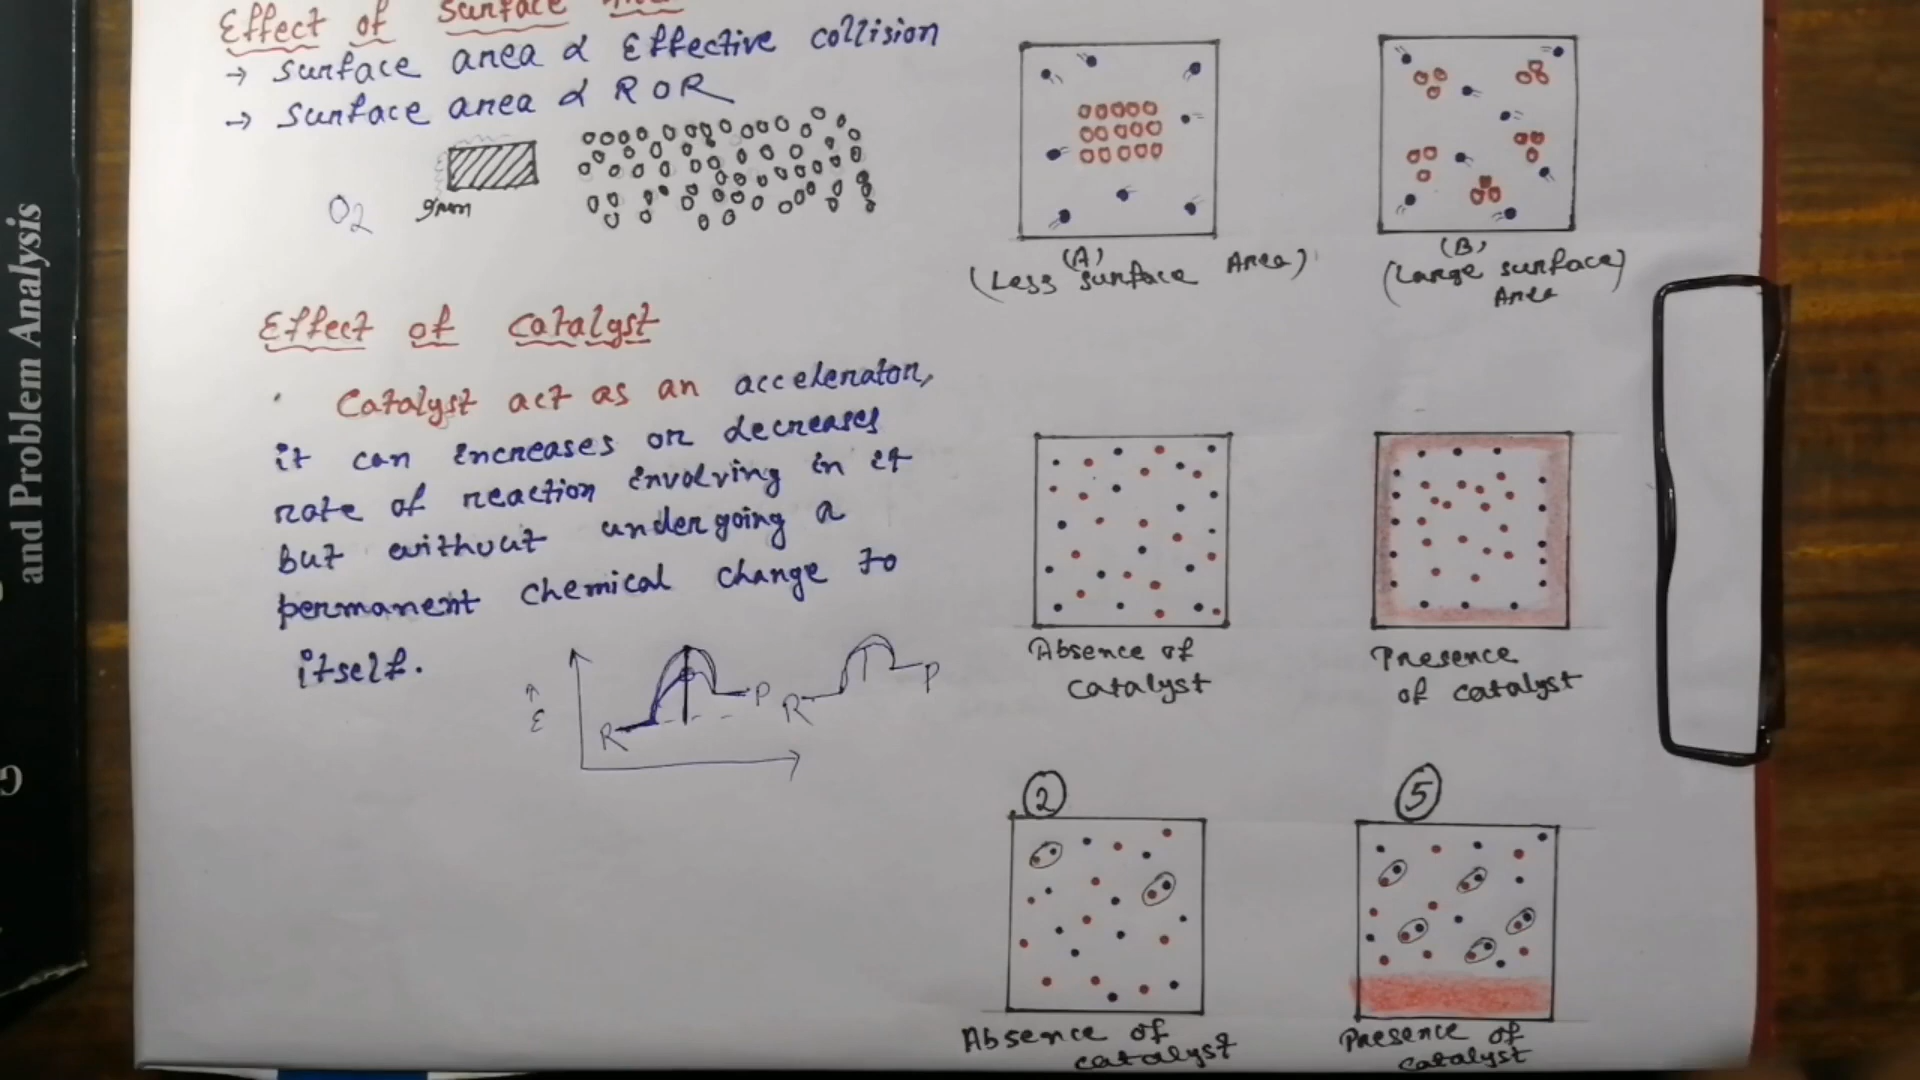 Effect of Surface
→ Surface area α Effective collision
→ Surface area α ROR
O2
9mm
(A)
(Less surface Area)
(B)
(Large surface)
Area
Effect of catalyst
Catalyst act as an accelerator,
it can increases or decreases
rate of reaction involving in it
but without undergoing a
permanent chemical change to
itself.
E
R
P
R
P
Absence of
catalyst
Presence
of catalyst
2
5
Absence of
catalyst
Presence of
catalyst
and Problem Analysis